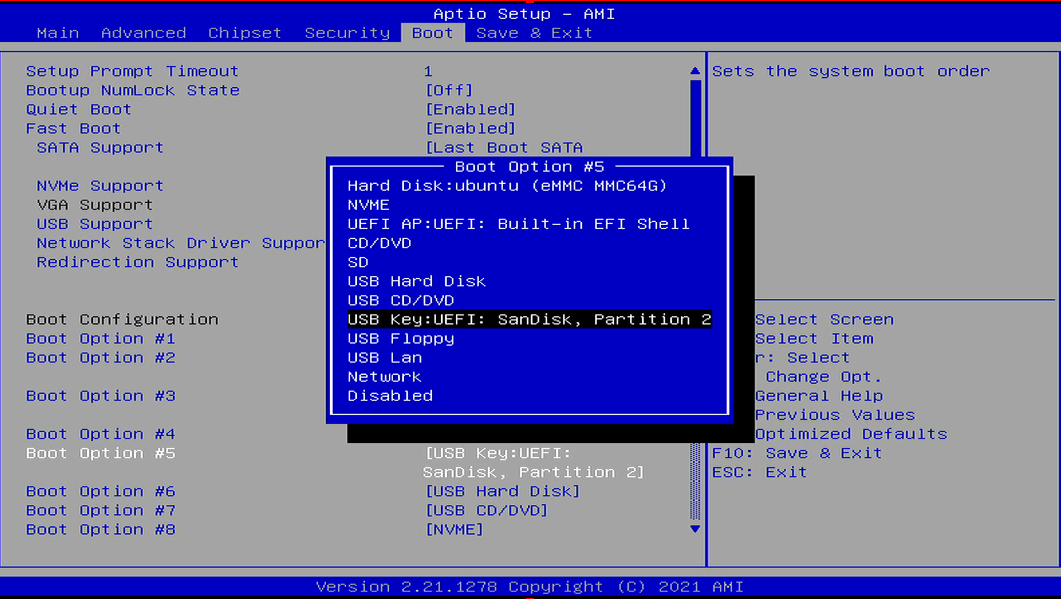 Aptio Setup – AMI
Main Advanced Chipset Security Boot Save & Exit
Setup Prompt Timeout 1
Bootup NumLock State [Off]
Quiet Boot [Enabled]
Fast Boot [Enabled]
SATA Support [Last Boot SATA
NVMe Support
VGA Support
USB Support
Network Stack Driver Suppor
Redirection Support
Boot Configuration
Boot Option #1
Boot Option #2
Boot Option #3
Boot Option #4
Boot Option #5 [USB Key:UEFI:
SanDisk, Partition 2]
Boot Option #6 [USB Hard Disk]
Boot Option #7 [USB CD/DVD]
Boot Option #8 [NVME]
Boot Option #5
Hard Disk:ubuntu (eMMC MMC64G)
NVME
UEFI AP:UEFI: Built-in EFI Shell
CD/DVD
SD
USB Hard Disk
USB CD/DVD
USB Key:UEFI: SanDisk, Partition 2
USB Floppy
USB Lan
Network
Disabled
Sets the system boot order
Select Screen
Select Item
r: Select
Change Opt.
General Help
Previous Values
Optimized Defaults
F10: Save & Exit
ESC: Exit
Version 2.21.1278 Copyright (C) 2021 AMI